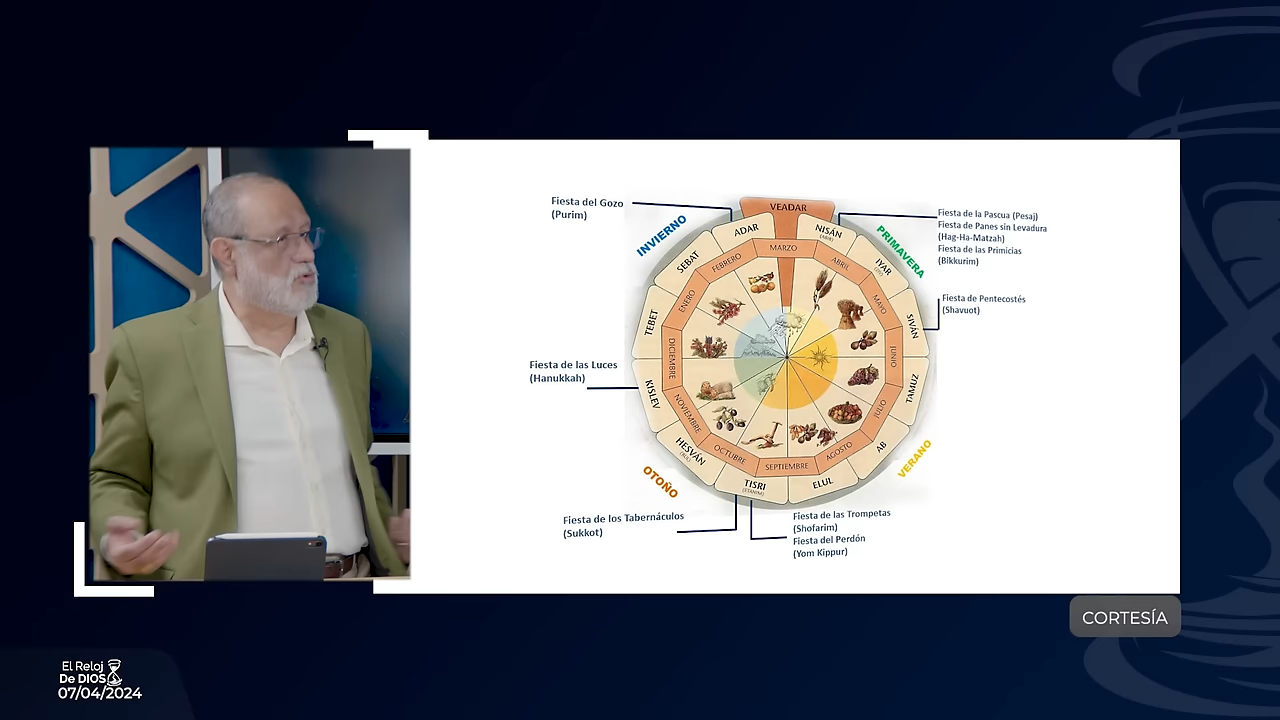 Fiesta del Gozo
(Purim)
INVIERNO
VEADAR
ADAR
NISÁN
(ABIB)
Fiesta de la Pascua (Pesaj)
Fiesta de Panes sin Levadura
(Hag-Ha-Matzah)
Fiesta de las Primicias
(Bikkurim)
PRIMAVERA
SEBAT
FEBRERO
MARZO
ABRIL
IYAR
ENERO
MAYO
Fiesta de Pentecostés
(Shavuot)
TEBET
SIVÁN
DICIEMBRE
JUNIO
Fiesta de las Luces
(Hanukkah)
KISLEV
TAMUZ
NOVIEMBRE
JULIO
HESVÁN
(BUL)
OCTUBRE
SEPTIEMBRE
AGOSTO
AB
VERANO
OTOÑO
TISRI
(ETANIM)
ELUL
Fiesta de los Tabernáculos
(Sukkot)
Fiesta de las Trompetas
(Shofarim)
Fiesta del Perdón
(Yom Kippur)
CORTESÍA
El Reloj
De DIOS
07/04/2024